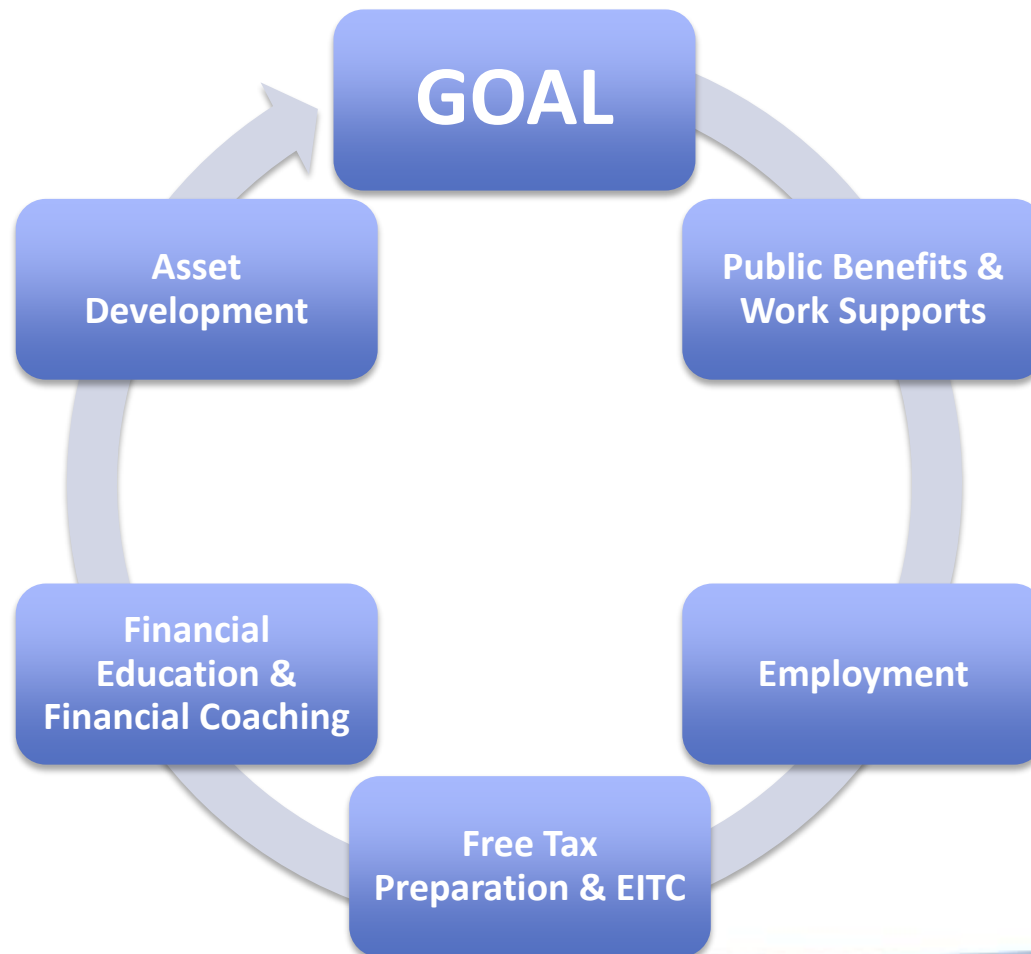 GOAL
Public Benefits &
Work Supports
Employment
Free Tax
Preparation & EITC
Financial
Education &
Financial Coaching
Asset
Development